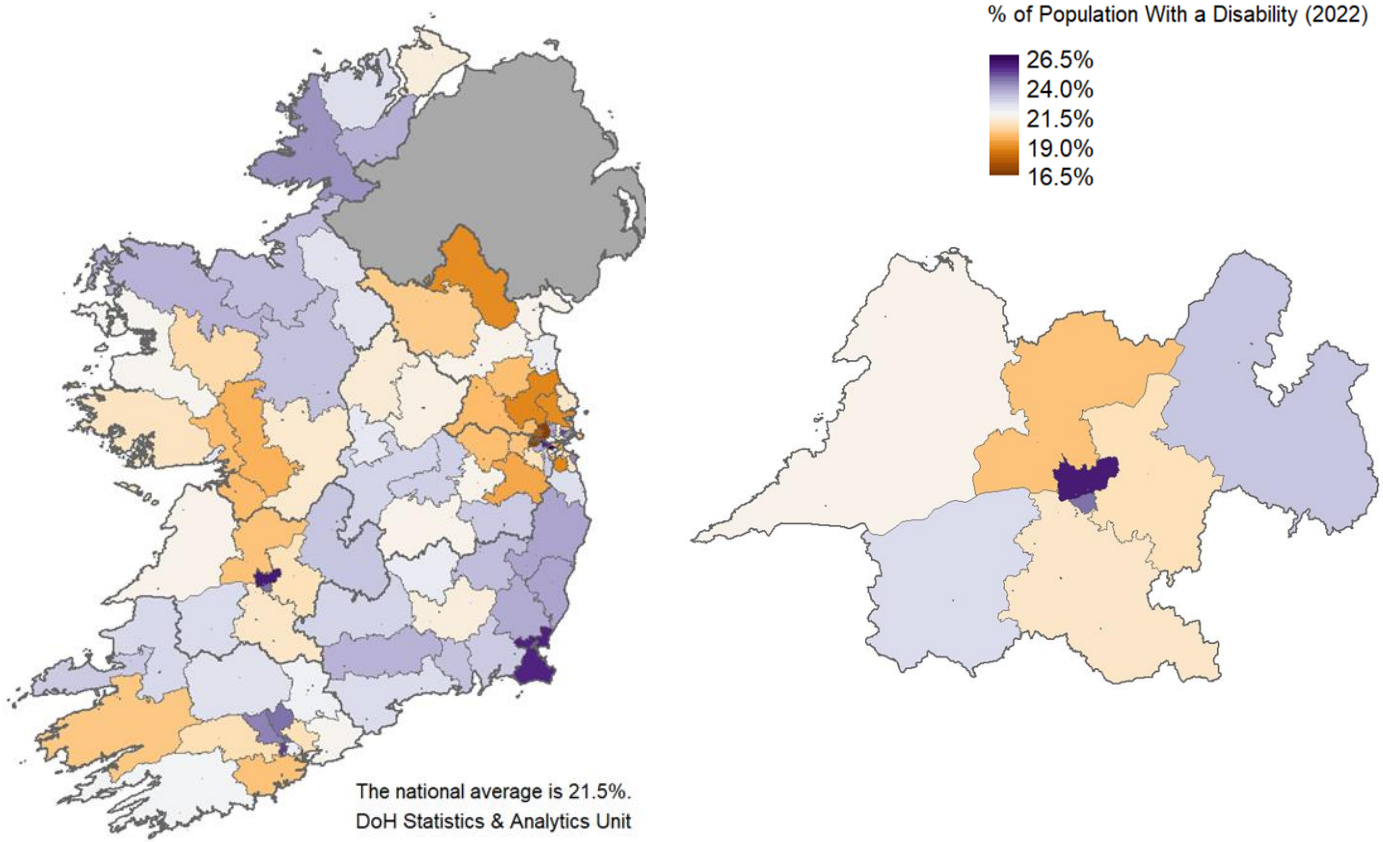 % of Population With a Disability (2022)
26.5%
24.0%
21.5%
19.0%
16.5%
The national average is 21.5%.
DoH Statistics & Analytics Unit